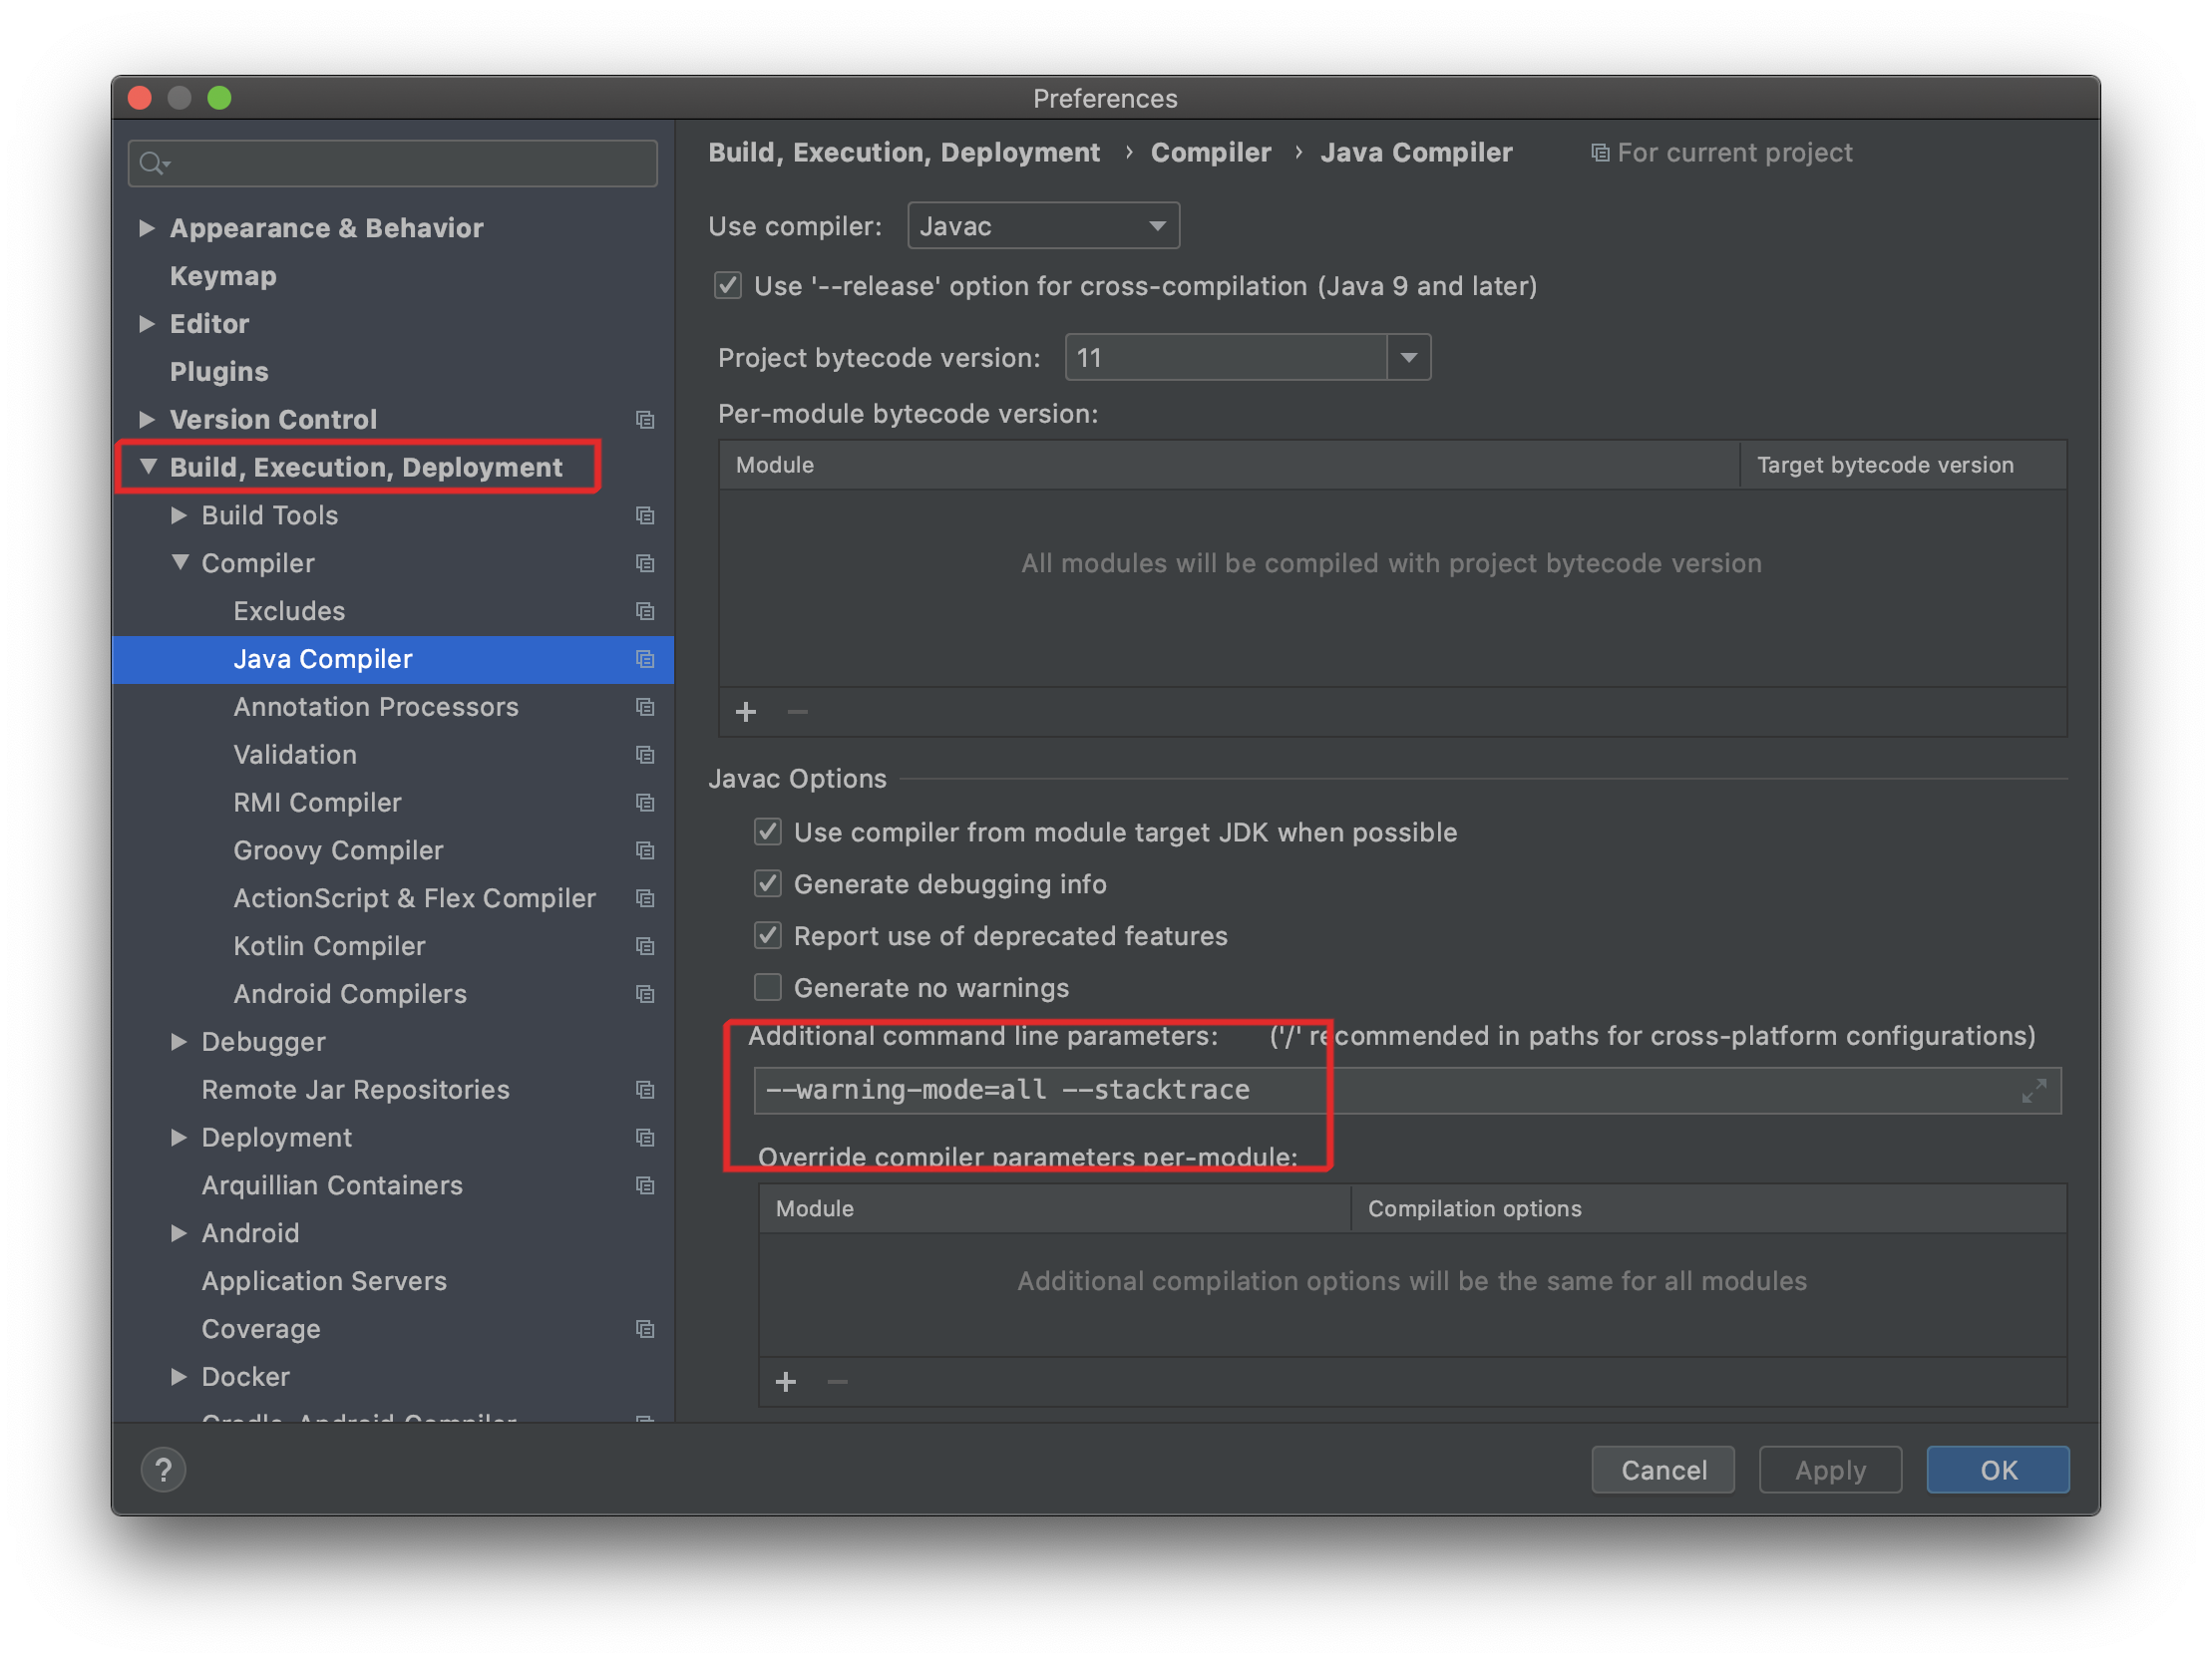 Preferences
Appearance & Behavior
Keymap
Editor
Plugins
Version Control
Build, Execution, Deployment
Build Tools
Compiler
Excludes
Java Compiler
Annotation Processors
Validation
RMI Compiler
Groovy Compiler
ActionScript & Flex Compiler
Kotlin Compiler
Android Compilers
Debugger
Remote Jar Repositories
Deployment
Arquillian Containers
Android
Application Servers
Coverage
Docker
Gradle-Android Compiler
Build, Execution, Deployment › Compiler › Java Compiler For current project
Use compiler: Javac
Use '--release' option for cross-compilation (Java 9 and later)
Project bytecode version: 11
Per-module bytecode version:
Module Target bytecode version
All modules will be compiled with project bytecode version
+ −
Javac Options
Use compiler from module target JDK when possible
Generate debugging info
Report use of deprecated features
Generate no warnings
Additional command line parameters: ('/' recommended in paths for cross-platform configurations)
--warning-mode=all --stacktrace
Override compiler parameters per-module:
Module Compilation options
Additional compilation options will be the same for all modules
+ −
? Cancel Apply OK